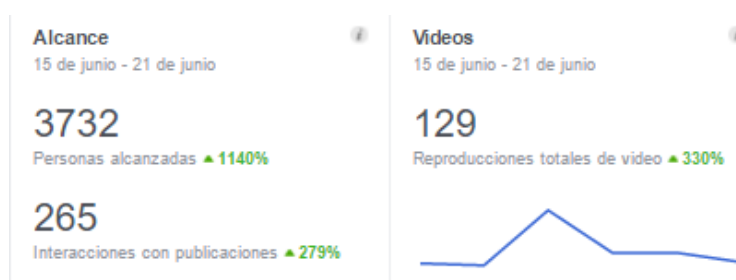 Alcance
15 de junio - 21 de junio
3732
Personas alcanzadas ▲ 1140%
265
Interacciones con publicaciones ▲ 279%
Videos
15 de junio - 21 de junio
129
Reproducciones totales de video ▲ 330%